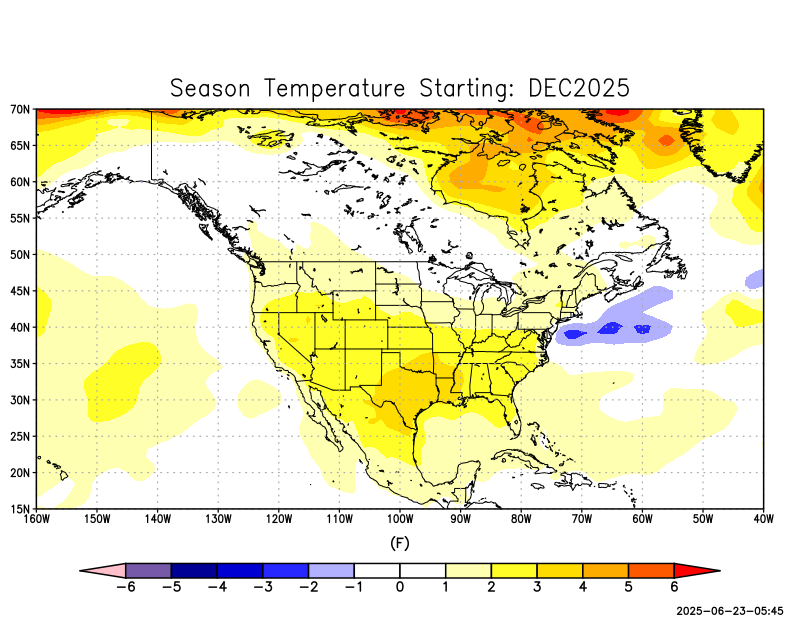 Season Temperature Starting: DEC2025
70N
65N
60N
55N
50N
45N
40N
35N
30N
25N
20N
15N
160W 150W 140W 130W 120W 110W 100W 90W 80W 70W 60W 50W 40W
(F)
-6 -5 -4 -3 -2 -1 0 1 2 3 4 5 6
2025-06-23-05:45